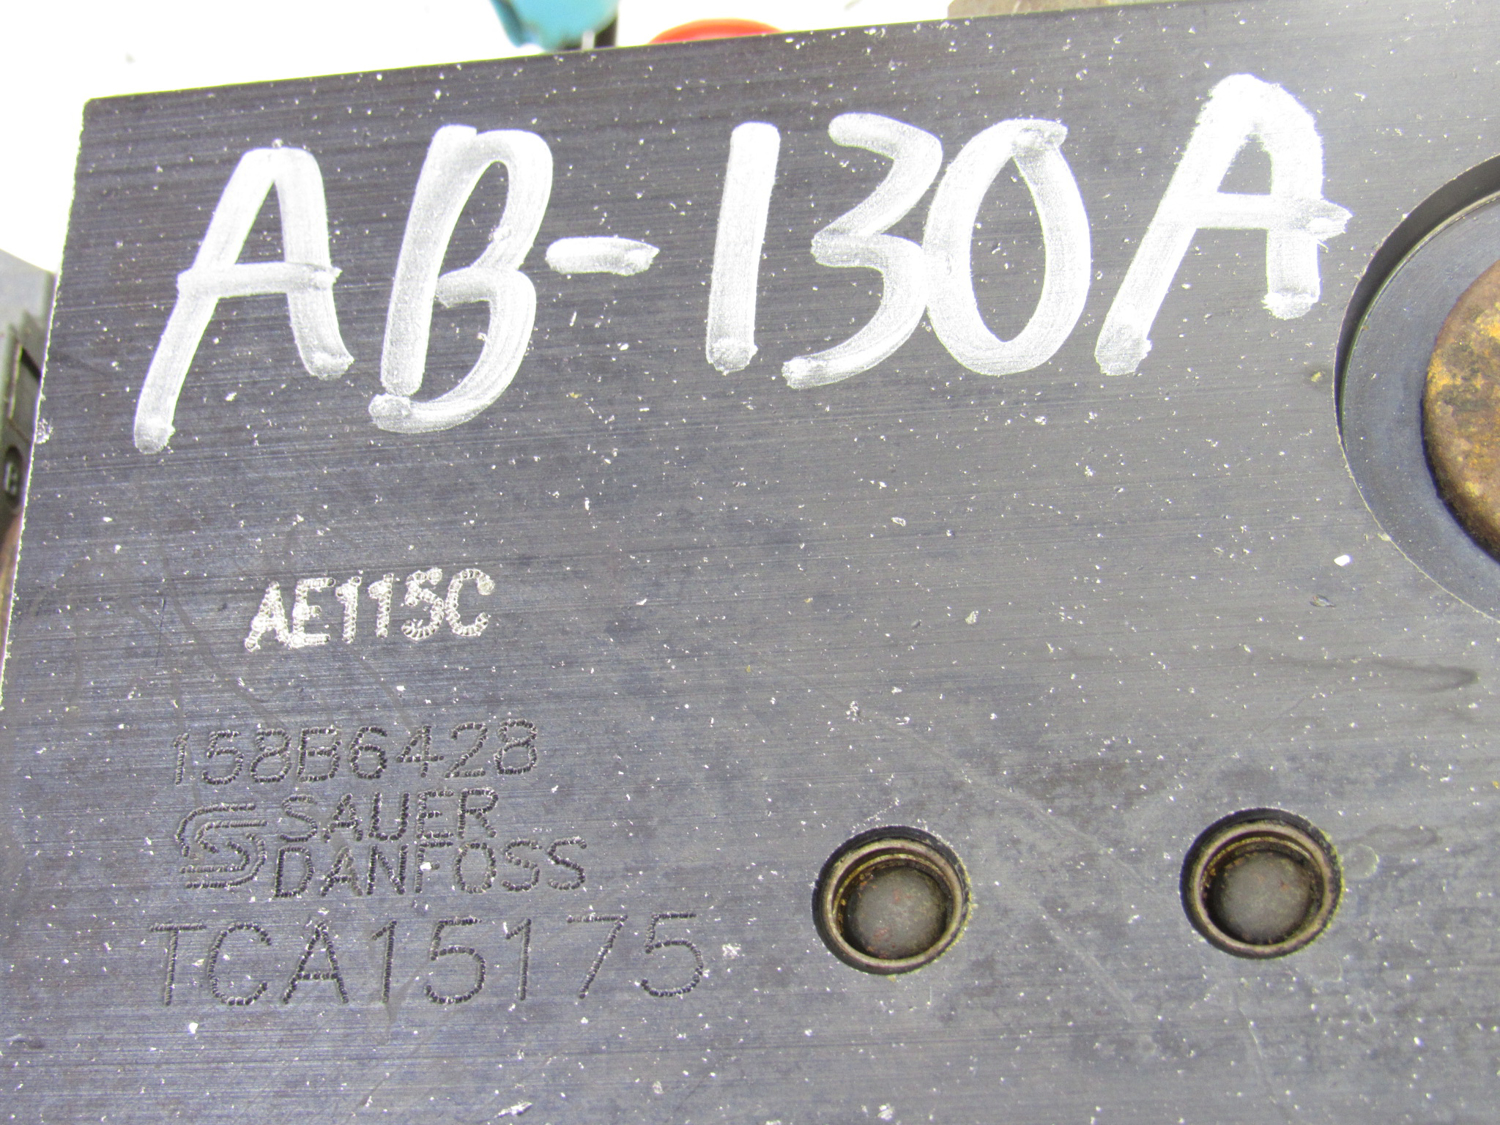 AB-130A
AE115C
158B6428
SAUER
DANFOSS
TCA15175